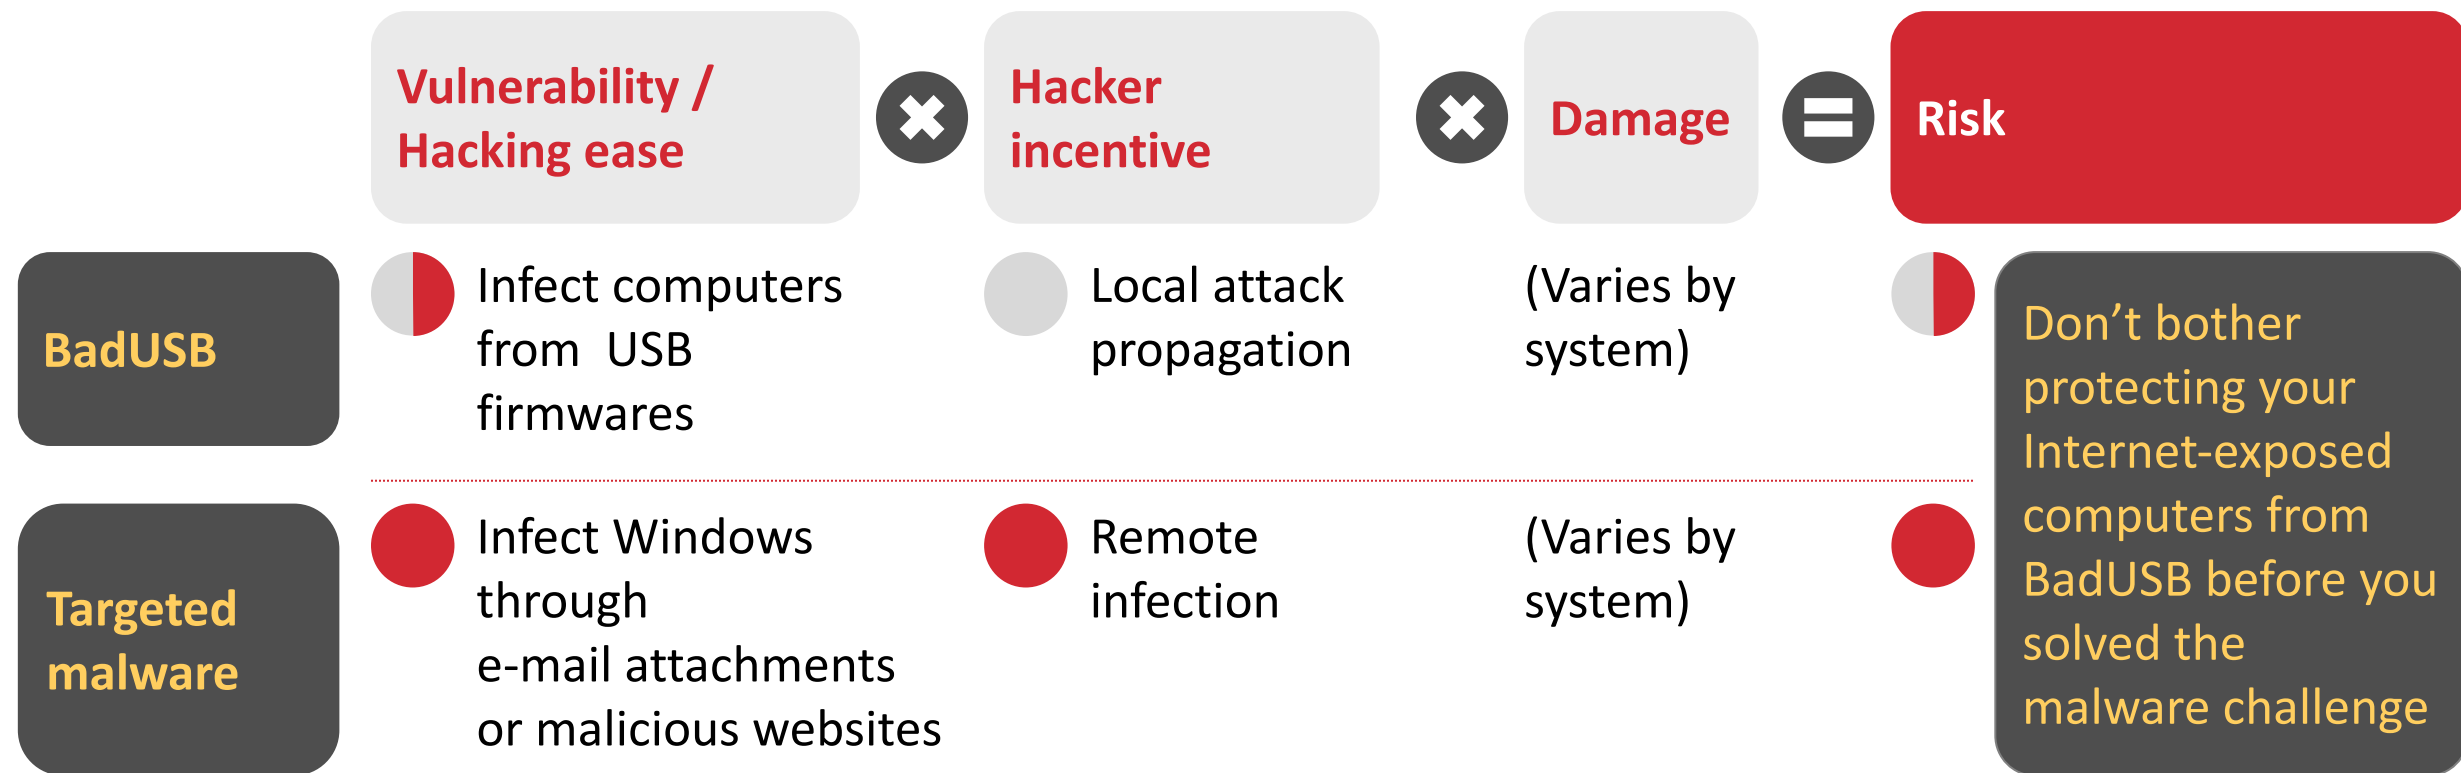 Vulnerability /
Hacking ease
Hacker
incentive
Damage
Risk
BadUSB
Infect computers
from USB
firmwares
Local attack
propagation
(Varies by
system)
Targeted
malware
Infect Windows
through
e-mail attachments
or malicious websites
Remote
infection
(Varies by
system)
Don’t bother
protecting your
Internet-exposed
computers from
BadUSB before you
solved the
malware challenge